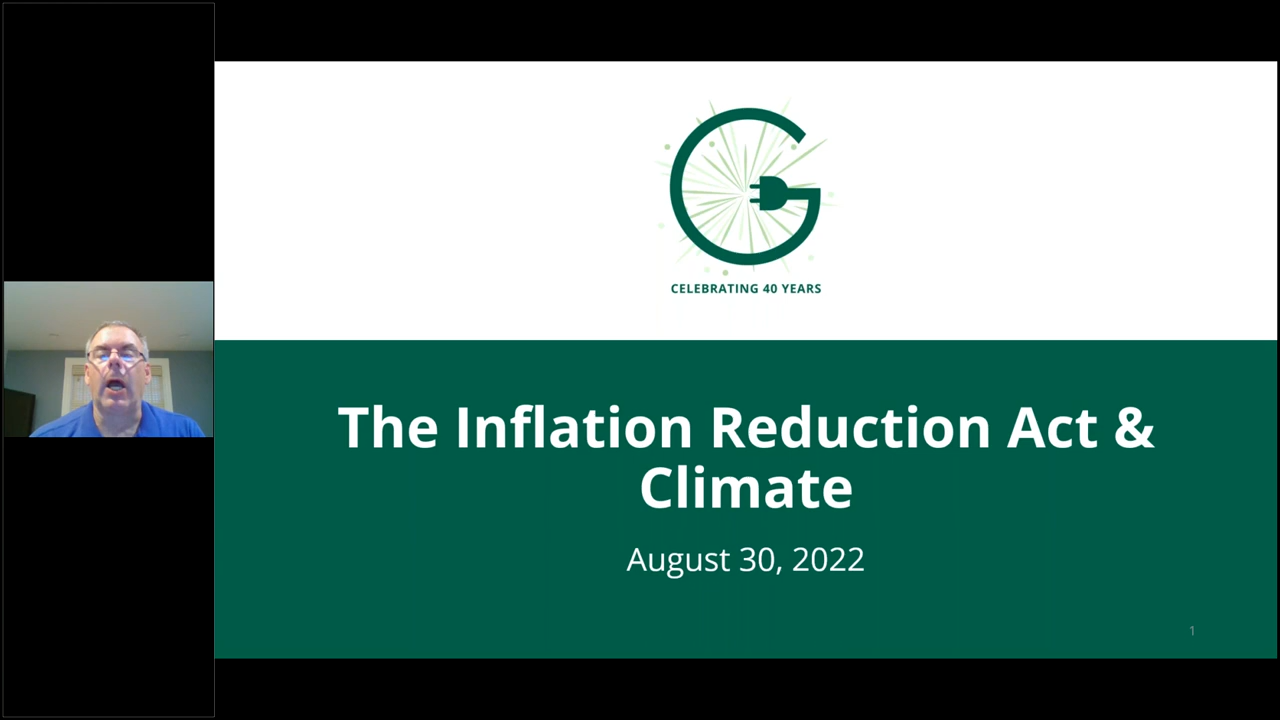 CELEBRATING 40 YEARS
The Inflation Reduction Act &
Climate
August 30, 2022
1